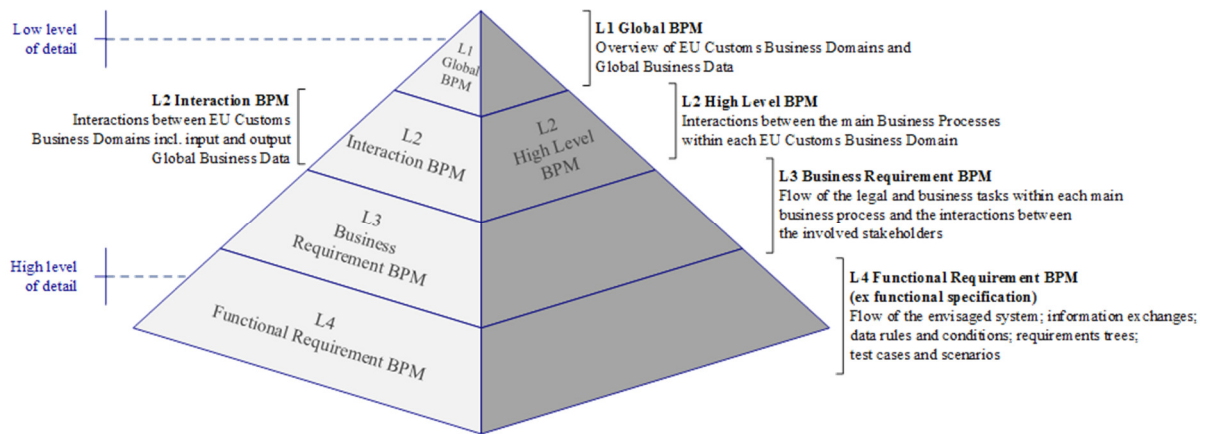 Low level
of detail
L1 Global BPM
Overview of EU Customs Business Domains and
Global Business Data
L1
Global
BPM
L2 Interaction BPM
Interactions between EU Customs
Business Domains incl. input and output
Global Business Data
L2
Interaction BPM
L2
High Level
BPM
L2 High Level BPM
Interactions between the main Business Processes
within each EU Customs Business Domain
L3 Business Requirement BPM
Flow of the legal and business tasks within each main
business process and the interactions between
the involved stakeholders
L3
Business
Requirement BPM
High level
of detail
L4 Functional Requirement BPM
(ex functional specification)
Flow of the envisaged system; information exchanges;
data rules and conditions; requirements trees;
test cases and scenarios
L4
Functional Requirement BPM